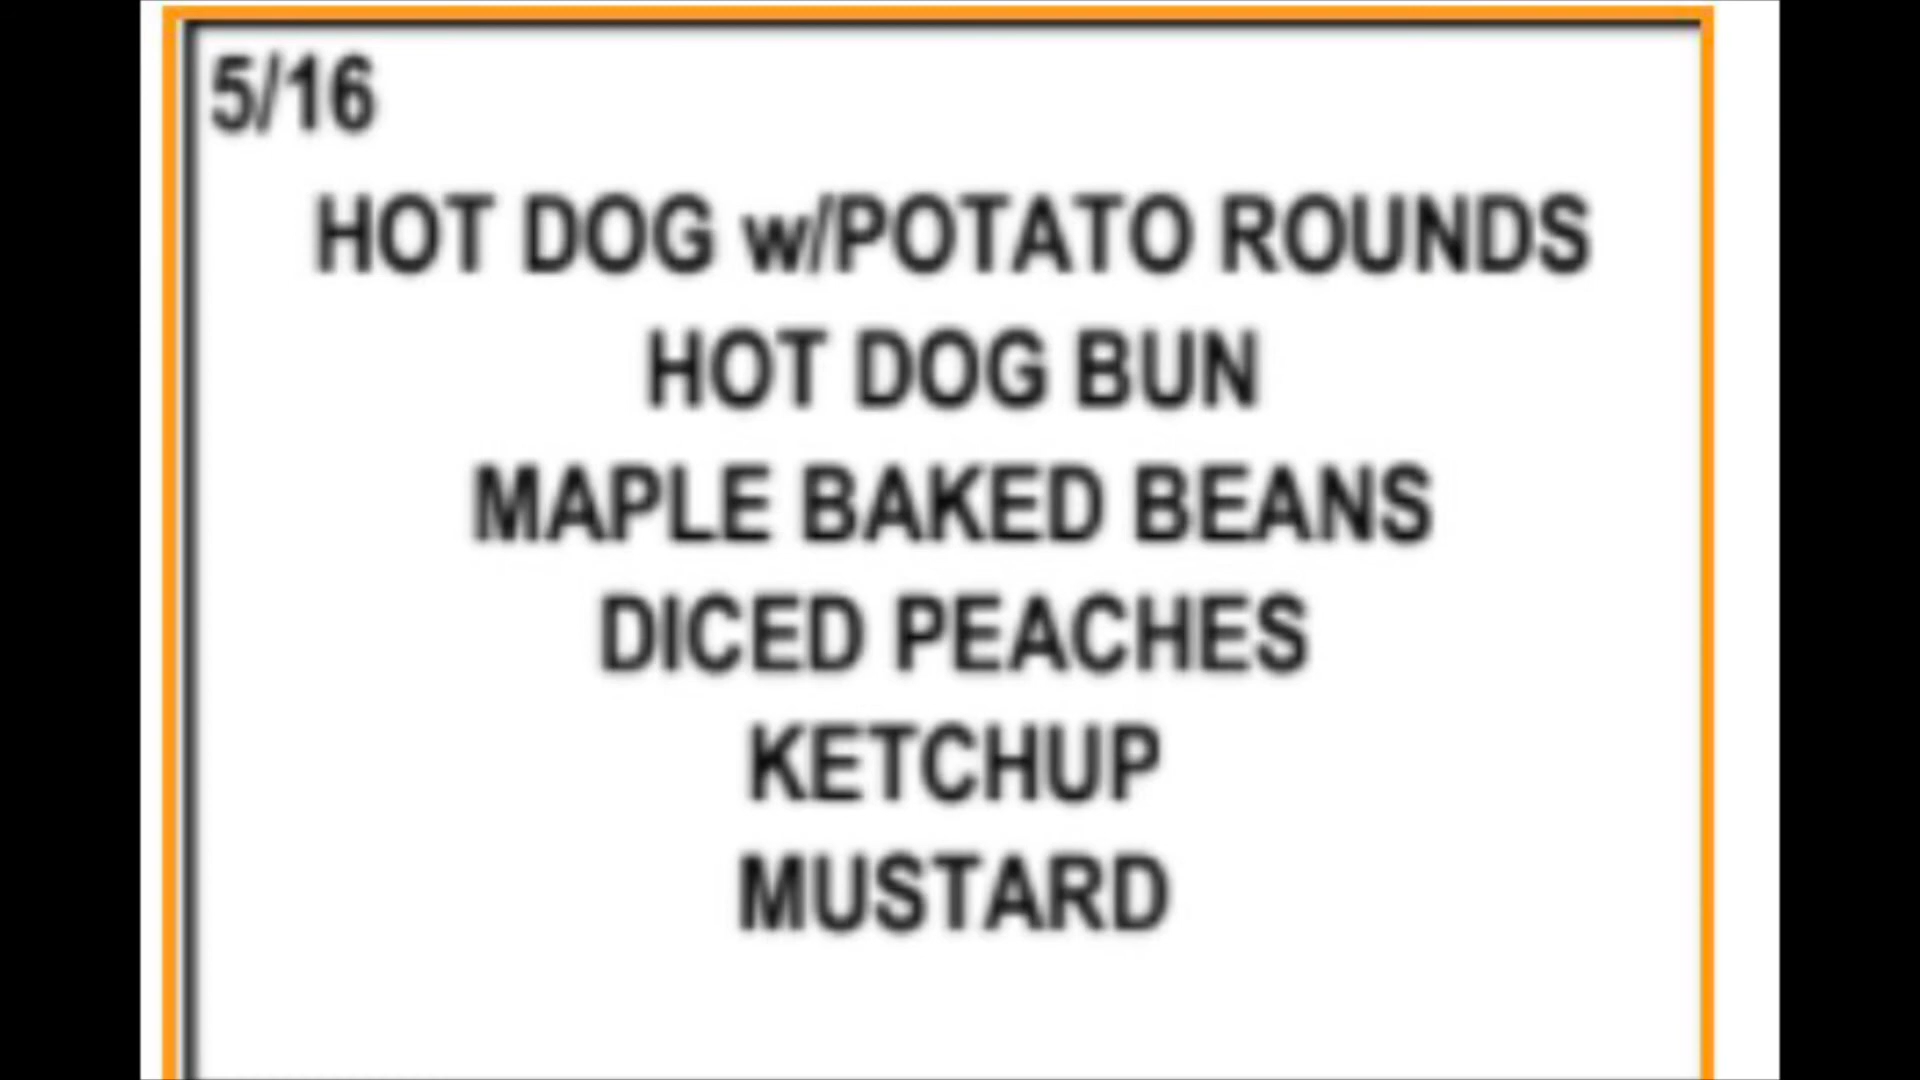 5/16
HOT DOG w/POTATO ROUNDS
HOT DOG BUN
MAPLE BAKED BEANS
DICED PEACHES
KETCHUP
MUSTARD